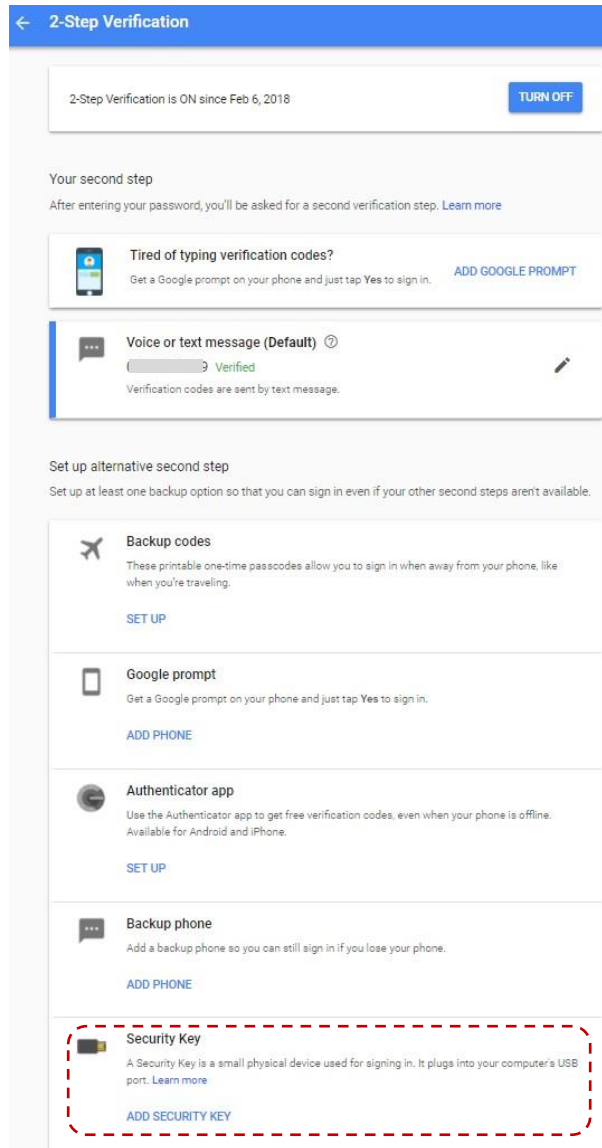 2-Step Verification
2-Step Verification is ON since Feb 6, 2018
TURN OFF
Your second step
After entering your password, you'll be asked for a second verification step. Learn more
Tired of typing verification codes?
Get a Google prompt on your phone and just tap Yes to sign in.
ADD GOOGLE PROMPT
Voice or text message (Default)
9 Verified
Verification codes are sent by text message.
Set up alternative second step
Set up at least one backup option so that you can sign in even if your other second steps aren't available.
Backup codes
These printable one-time passcodes allow you to sign in when away from your phone, like
when you're traveling.
SET UP
Google prompt
Get a Google prompt on your phone and just tap Yes to sign in.
ADD PHONE
Authenticator app
Use the Authenticator app to get free verification codes, even when your phone is offline.
Available for Android and iPhone.
SET UP
Backup phone
Add a backup phone so you can still sign in if you lose your phone.
ADD PHONE
Security Key
A Security Key is a small physical device used for signing in. It plugs into your computer's USB
port. Learn more
ADD SECURITY KEY